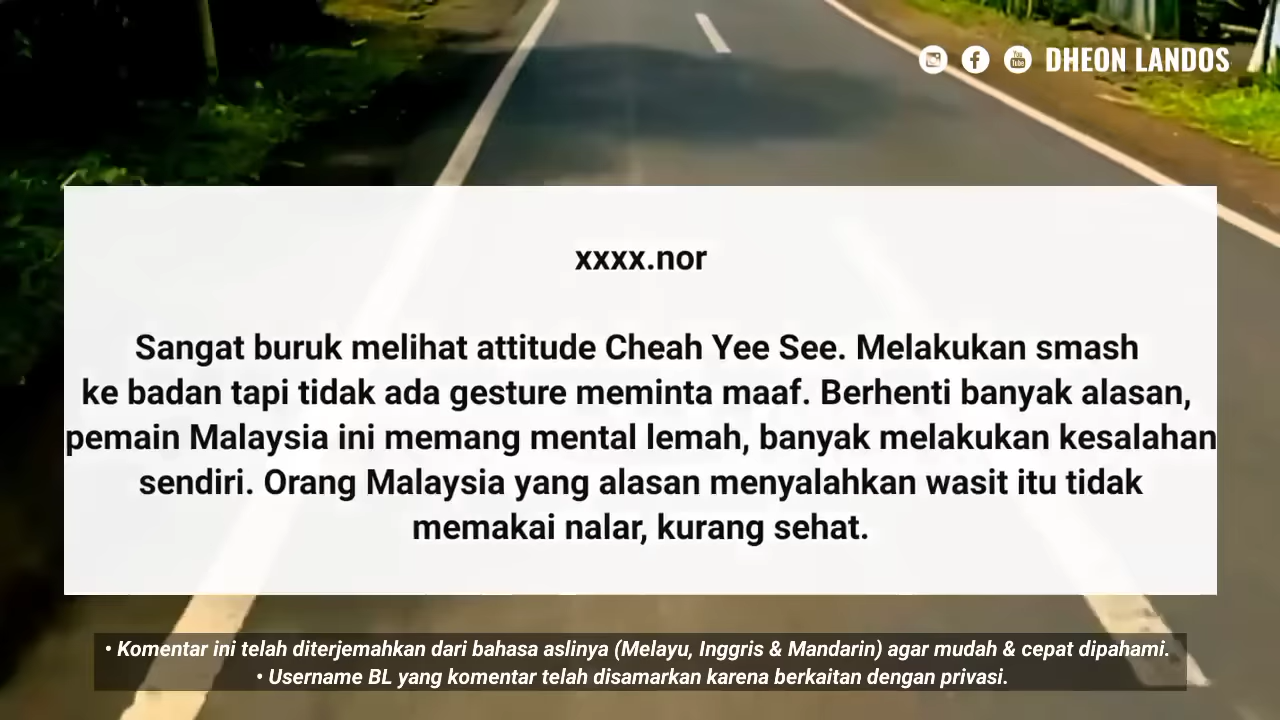 DHEON LANDOS
xxxx.nor
Sangat buruk melihat attitude Cheah Yee See. Melakukan smash
ke badan tapi tidak ada gesture meminta maaf. Berhenti banyak alasan,
pemain Malaysia ini memang mental lemah, banyak melakukan kesalahan
sendiri. Orang Malaysia yang alasan menyalahkan wasit itu tidak
memakai nalar, kurang sehat.
• Komentar ini telah diterjemahkan dari bahasa aslinya (Melayu, Inggris & Mandarin) agar mudah & cepat dipahami.
• Username BL yang komentar telah disamarkan karena berkaitan dengan privasi.